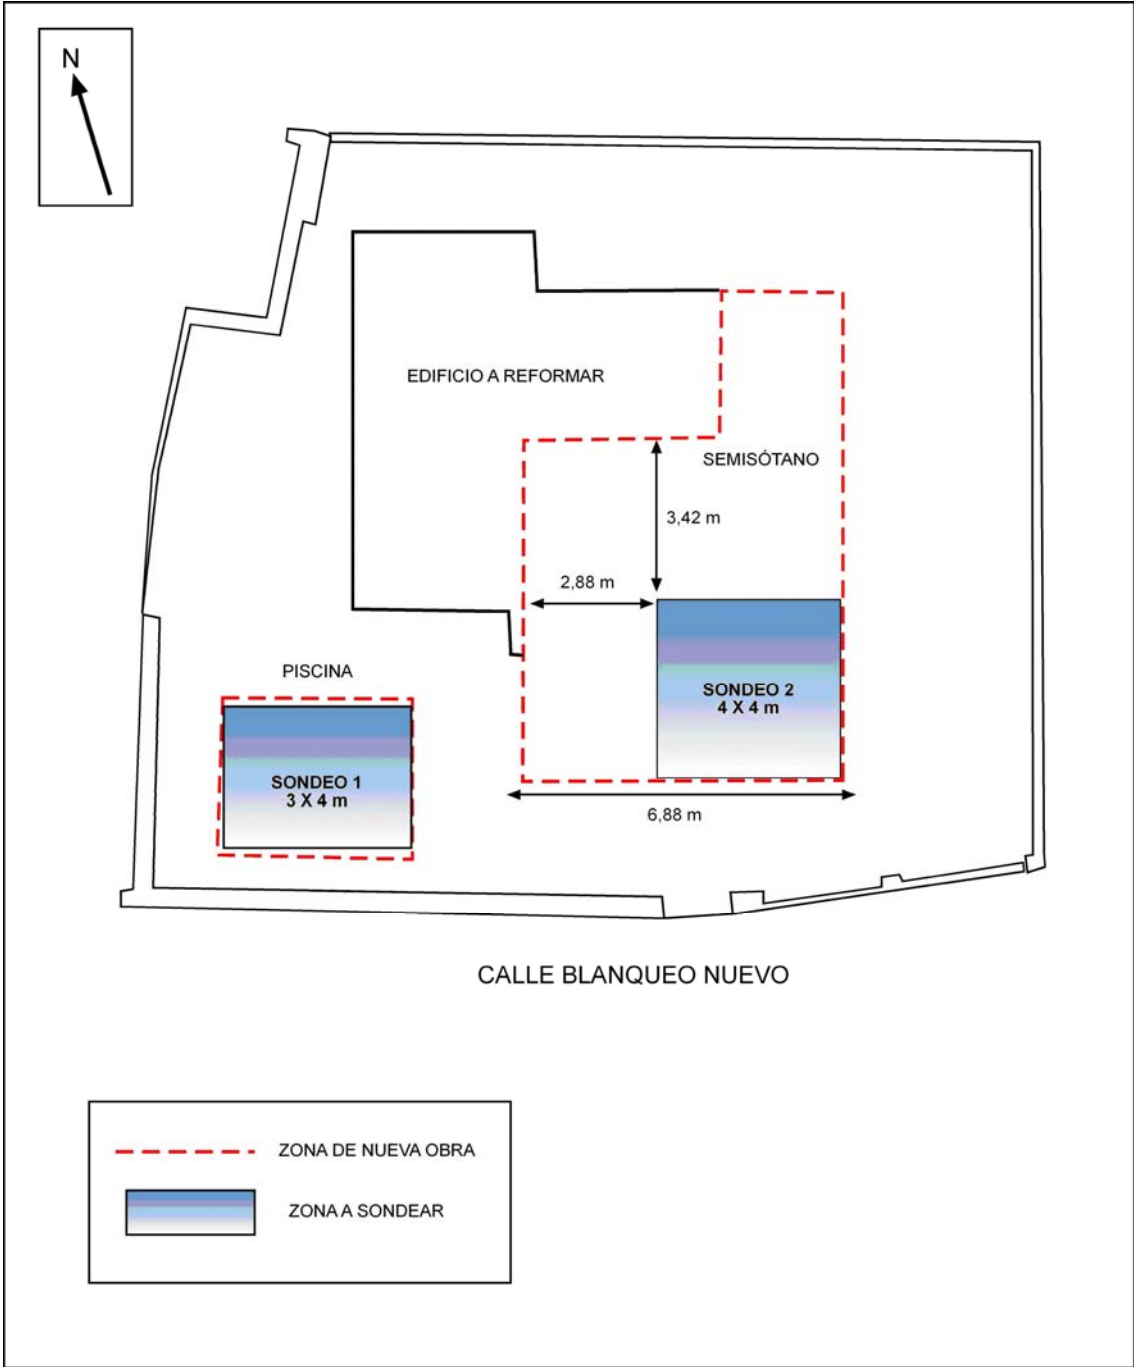 N
EDIFICIO A REFORMAR
SEMISÓTANO
3,42 m
2,88 m
PISCINA
SONDEO 2
4 X 4 m
SONDEO 1
3 X 4 m
6,88 m
CALLE BLANQUEO NUEVO
ZONA DE NUEVA OBRA
ZONA A SONDEAR